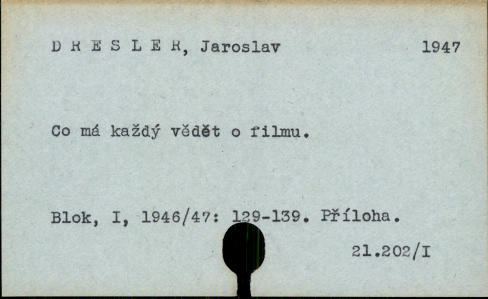 D R E S L E R, Jaroslav 1947
Co má každý vědět o filmu.
Blok, I, 1946/47: 129-139. Příloha.
21.202/I